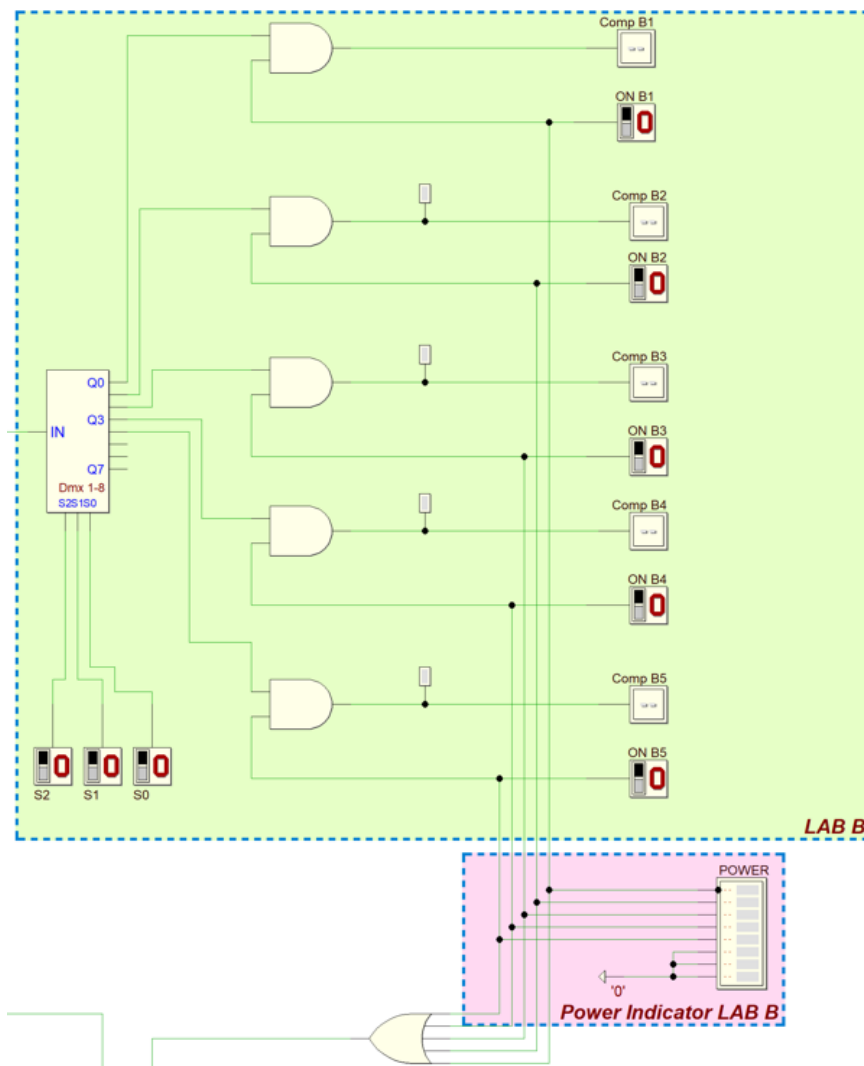 Comp B1
--
ON B1
0
Comp B2
--
ON B2
0
Comp B3
--
ON B3
0
Q0
Q3
IN
Q7
Dmx 1-8
S2S1S0
Comp B4
--
ON B4
0
Comp B5
--
ON B5
0
0 0 0
S2 S1 S0
LAB B
POWER
'0'
Power Indicator LAB B